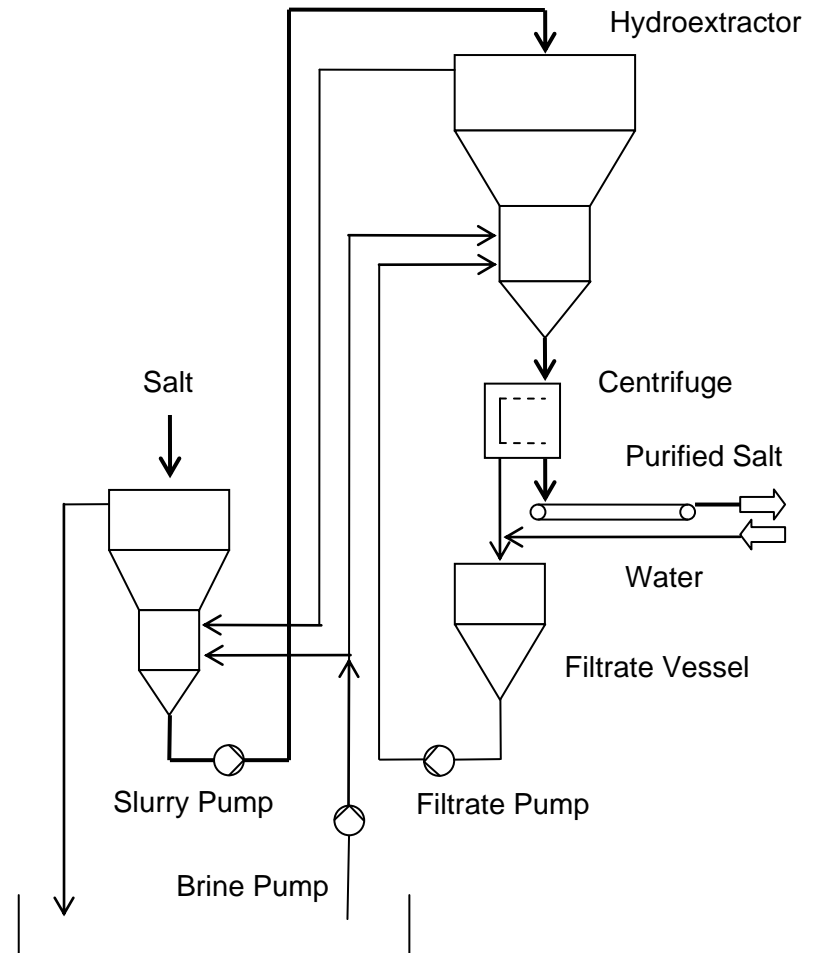 Hydroextractor
Salt
Centrifuge
Purified Salt
Water
Filtrate Vessel
Slurry Pump
Filtrate Pump
Brine Pump